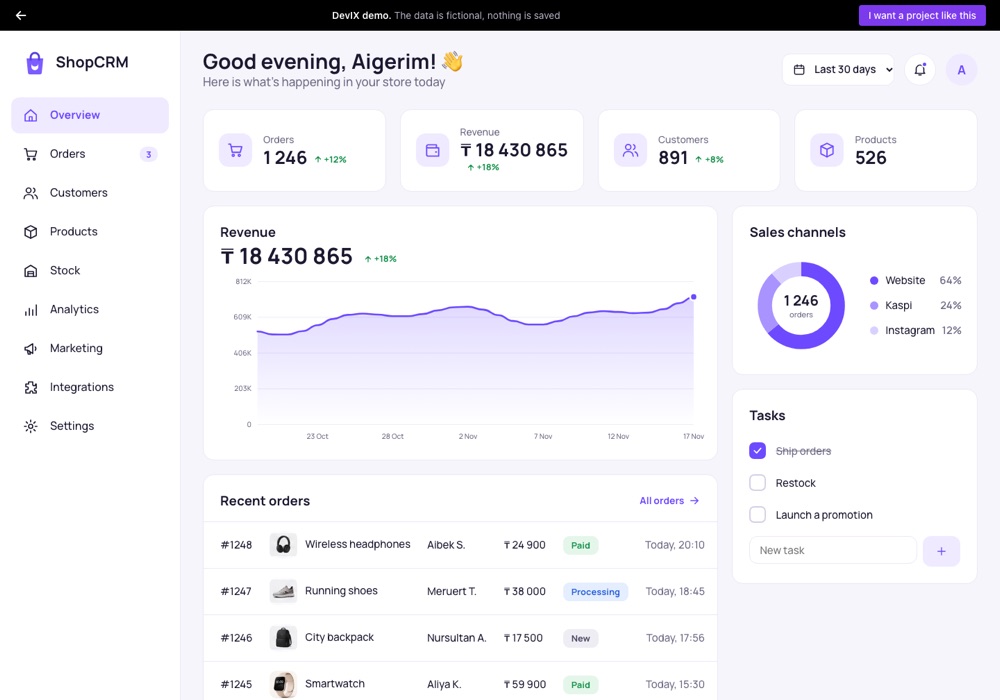 DevIX demo. The data is fictional, nothing is saved
I want a project like this
ShopCRM
Overview
Orders 3
Customers
Products
Stock
Analytics
Marketing
Integrations
Settings
Good evening, Aigerim! 👋
Here is what's happening in your store today
Last 30 days
A
Orders
1 246 ↑ +12%
Revenue
₸ 18 430 865
↑ +18%
Customers
891 ↑ +8%
Products
526
Revenue
₸ 18 430 865 ↑ +18%
812K
609K
406K
203K
0
23 Oct 28 Oct 2 Nov 7 Nov 12 Nov 17 Nov
Sales channels
1 246
orders
Website 64%
Kaspi 24%
Instagram 12%
Tasks
Ship orders
Restock
Launch a promotion
New task
+
Recent orders
All orders →
#1248 Wireless headphones Aibek S. ₸ 24 900 Paid Today, 20:10
#1247 Running shoes Meruert T. ₸ 38 000 Processing Today, 18:45
#1246 City backpack Nursultan A. ₸ 17 500 New Today, 17:56
#1245 Smartwatch Aliya K. ₸ 59 900 Paid Today, 15:30